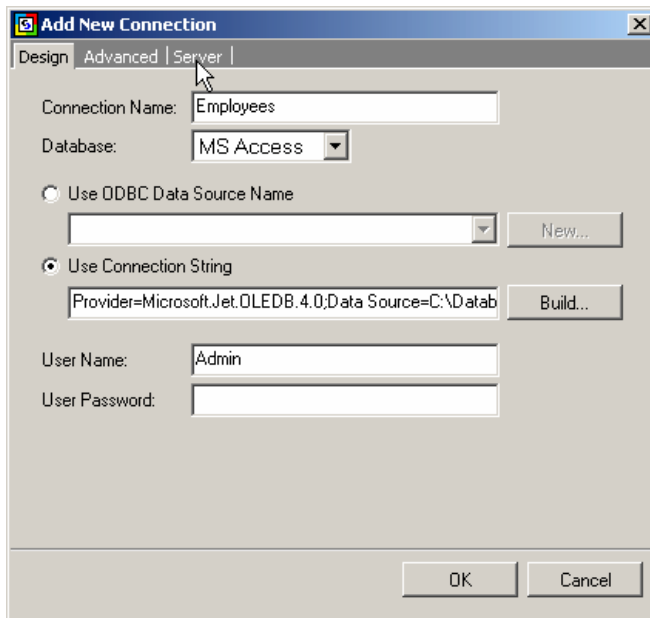 Add New Connection
Design | Advanced | Server |
Connection Name: Employees
Database: MS Access
Use ODBC Data Source Name
New...
Use Connection String
Provider=Microsoft.Jet.OLEDB.4.0;Data Source=C:\Datab
Build...
User Name: Admin
User Password:
OK Cancel